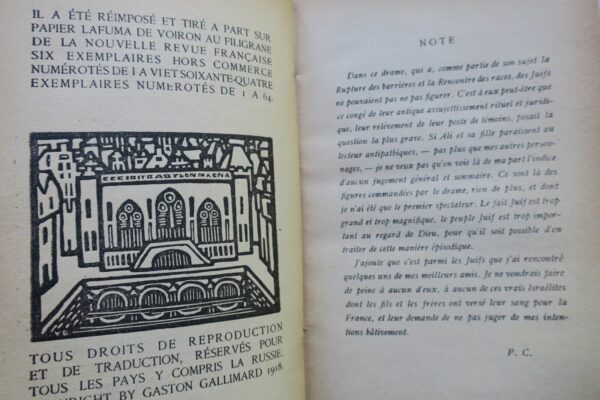 IL A ÉTÉ RÉIMPOSÉ ET TIRÉ A PART SUR
PAPIER LAFUMA DE VOIRON AU FILIGRANE
DE LA NOUVELLE REVUE FRANÇAISE
SIX EXEMPLAIRES HORS COMMERCE
NUMÉROTÉS DE I A VI ET SOIXANTE-QUATRE
EXEMPLAIRES NUMÉROTÉS DE 1 A 64.
TOUS DROITS DE REPRODUCTION
ET DE TRADUCTION, RÉSERVÉS POUR
TOUS LES PAYS Y COMPRIS LA RUSSIE.
COPYRIGHT BY GASTON GALLIMARD 1918.
NOTE
Dans ce drame, qui a, comme partie de son sujet la
Rupture des barrières et la Rencontre des races, des Juifs
ne pouvaient pas ne pas figurer. C'est à eux peut-être que
ce congé de leur antique assujettissement rituel et juridi-
que, leur relèvement de leur poste de témoins, posait la
question la plus grave. Si Ali et sa fille paraissent au
lecteur antipathiques, — pas plus que mes autres person-
nages, — je ne veux pas qu'on voie là de ma part l'indice
d'aucun jugement général et sommaire. Là ce sont des
figures commandées par le drame, rien de plus, et dont
je n'ai été que le premier spectateur. Le fait Juif est trop
grand et trop magnifique, le peuple Juif est trop impor-
tant au regard de Dieu, pour qu'il soit possible d'en
traiter de cette manière épisodique.
J'ajoute que c'est parmi les Juifs que j'ai rencontré
quelques uns de mes meilleurs amis. Je ne voudrais faire
de peine à aucun d'eux, à aucun de ces vrais Israëlites
dont les fils et les frères ont versé leur sang pour la
France, et leur demande de ne pas juger de mes inten-
tions hâtivement.
P. C.